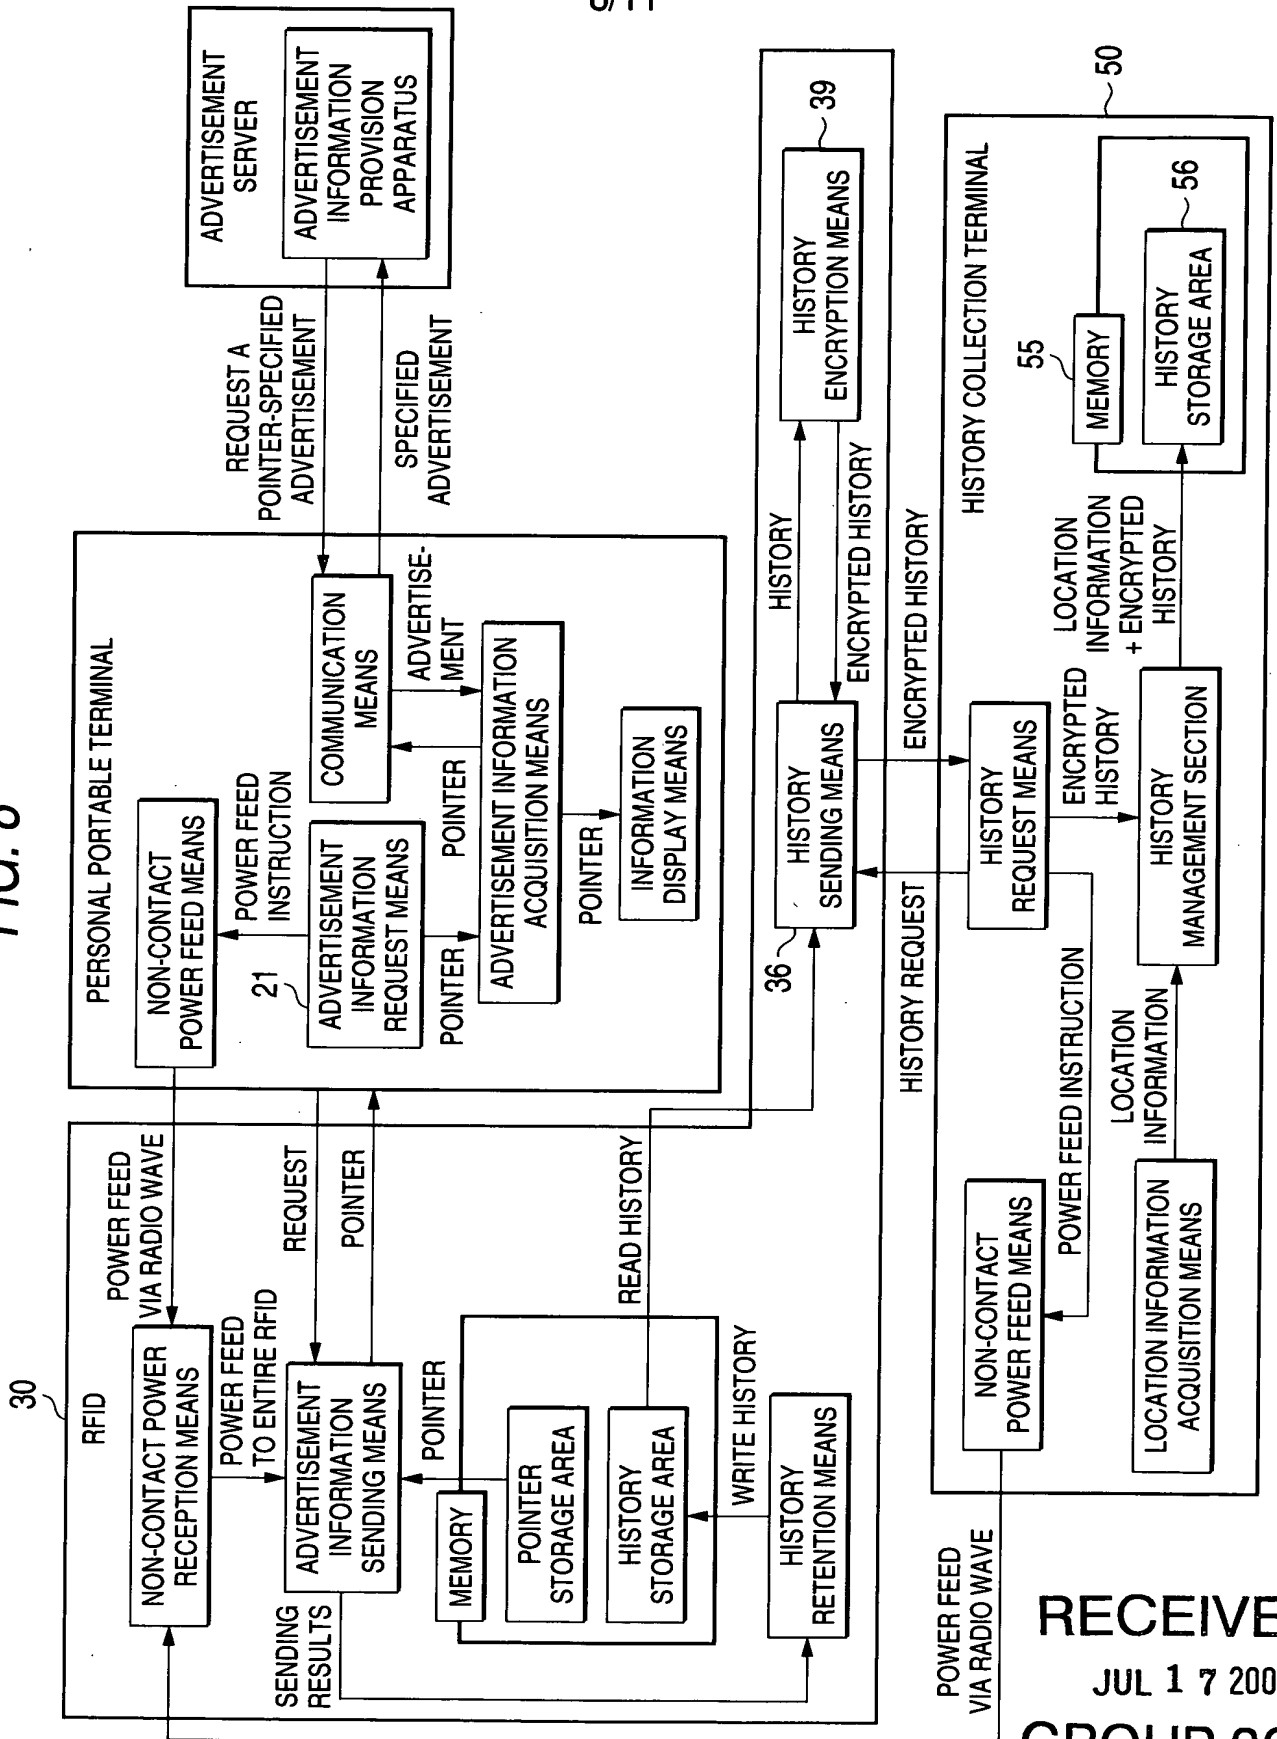 FIG. 8
ADVERTISEMENT
SERVER
ADVERTISEMENT
INFORMATION
PROVISION
APPARATUS
REQUEST A
POINTER-SPECIFIED
ADVERTISEMENT
SPECIFIED
ADVERTISEMENT
PERSONAL PORTABLE TERMINAL
NON-CONTACT
POWER FEED MEANS
POWER FEED
INSTRUCTION
21
ADVERTISEMENT
INFORMATION
REQUEST MEANS
COMMUNICATION
MEANS
ADVERTISE-
MENT
POINTER
POINTER
ADVERTISEMENT INFORMATION
ACQUISITION MEANS
POINTER
INFORMATION
DISPLAY MEANS
30
RFID
POWER FEED
VIA RADIO WAVE
NON-CONTACT POWER
RECEPTION MEANS
POWER FEED
TO ENTIRE RFID
REQUEST
POINTER
ADVERTISEMENT
INFORMATION
SENDING MEANS
SENDING
RESULTS
POINTER
MEMORY
POINTER
STORAGE AREA
HISTORY
STORAGE AREA
READ HISTORY
WRITE HISTORY
HISTORY
RETENTION MEANS
36
HISTORY
SENDING MEANS
HISTORY
ENCRYPTED HISTORY
HISTORY
ENCRYPTION MEANS
39
HISTORY REQUEST
ENCRYPTED HISTORY
50
HISTORY COLLECTION TERMINAL
HISTORY
REQUEST MEANS
ENCRYPTED
HISTORY
POWER FEED INSTRUCTION
NON-CONTACT
POWER FEED MEANS
POWER FEED
VIA RADIO WAVE
LOCATION INFORMATION
ACQUISITION MEANS
LOCATION
INFORMATION
HISTORY
MANAGEMENT SECTION
LOCATION
INFORMATION
+ ENCRYPTED
HISTORY
55
MEMORY
56
HISTORY
STORAGE AREA
RECEIVE
JUL 1 7 200